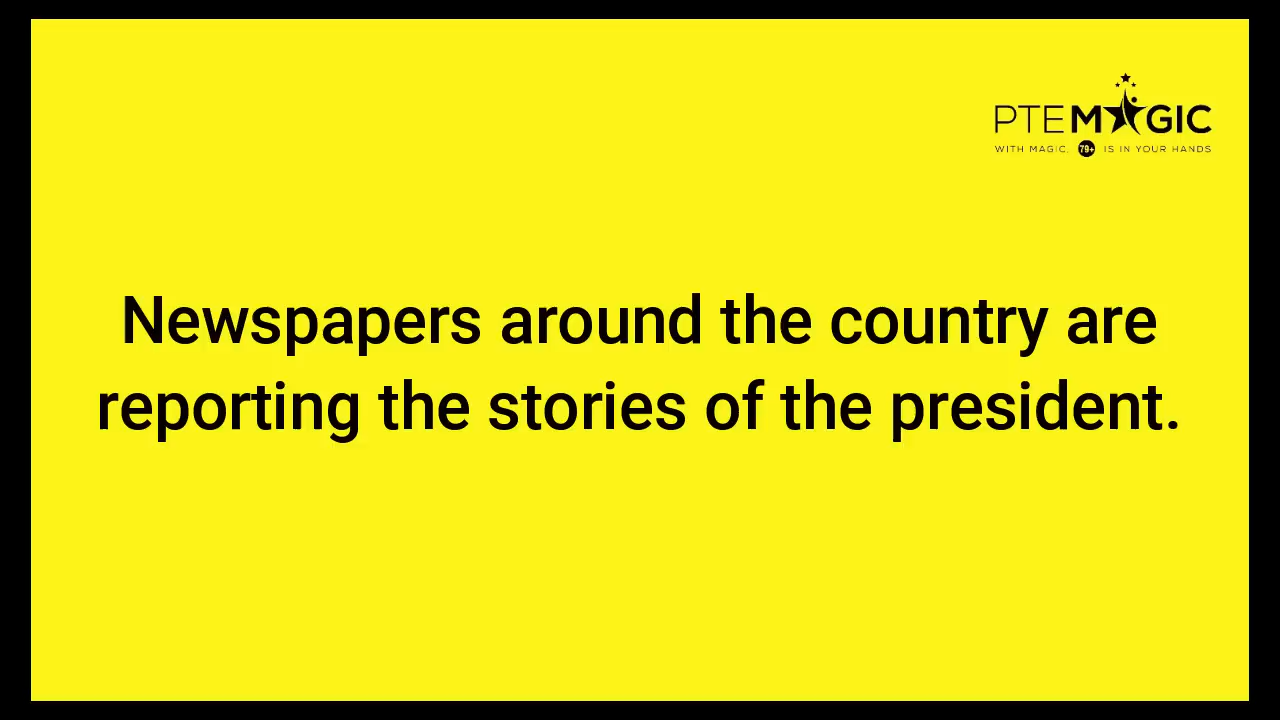 PTEMAGIC
WITH MAGIC, 79+ IS IN YOUR HANDS
Newspapers around the country are
reporting the stories of the president.